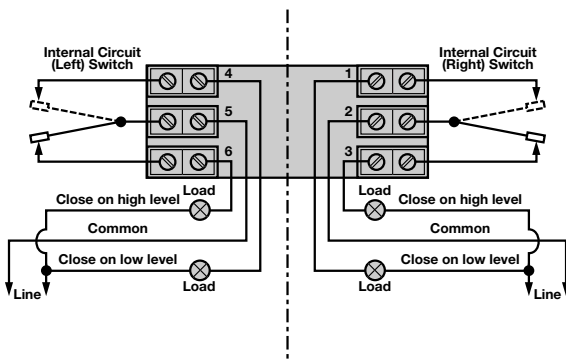 Internal Circuit
(Left) Switch
4
5
6
Load
Close on high level
Common
Close on low level
Load
Line
Internal Circuit
(Right) Switch
1
2
3
Load
Close on high level
Common
Close on low level
Load
Line